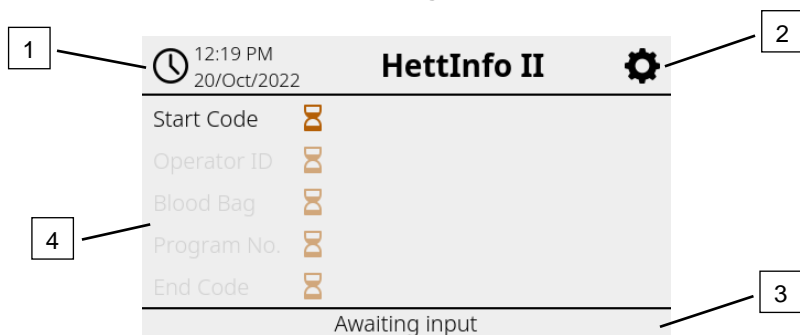 1
2
12:19 PM
20/Oct/2022
HettInfo II
Start Code
Operator ID
Blood Bag
4
Program No.
End Code
3
Awaiting input